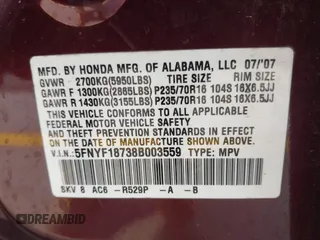 MFD. BY HONDA MFG. OF ALABAMA, LLC 07/'07
GVWR 2700KG(5950LBS) TIRE SIZE RIM SIZE
GAWR F 1300KG(2865LBS)P235/70R16 104S 16X6.5JJ
GAWR R 1430KG(3155LBS)P235/70R16 104S 16X6.5JJ
THIS VEHICLE CONFORMS TO ALL APPLICABLE
FEDERAL MOTOR VEHICLE SAFETY STANDARDS IN EFFECT
ON THE DATE OF MANUFACTURE SHOWN ABOVE.
V.I.N: 5FNYF18738B003559 TYPE: MPV
SKV 8 AC6 -R529P -A -B
DREAMBID